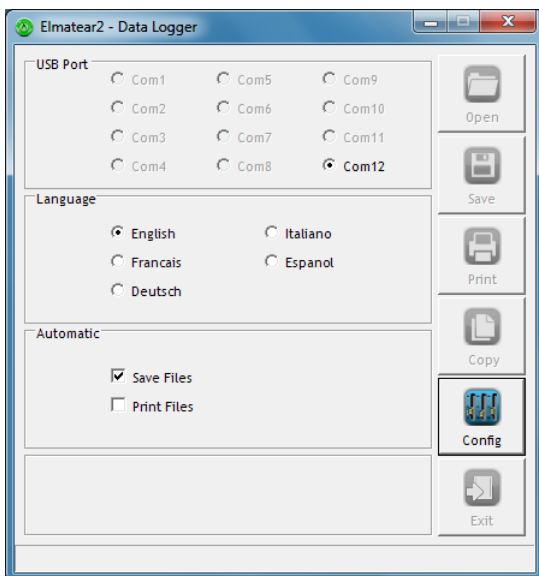 Elmatear2 - Data Logger
USB Port
Com1 Com5 Com9
Com2 Com6 Com10
Com3 Com7 Com11
Com4 Com8 Com12
Language
English Italiano
Francais Espanol
Deutsch
Automatic
Save Files
Print Files
Open
Save
Print
Copy
Config
Exit